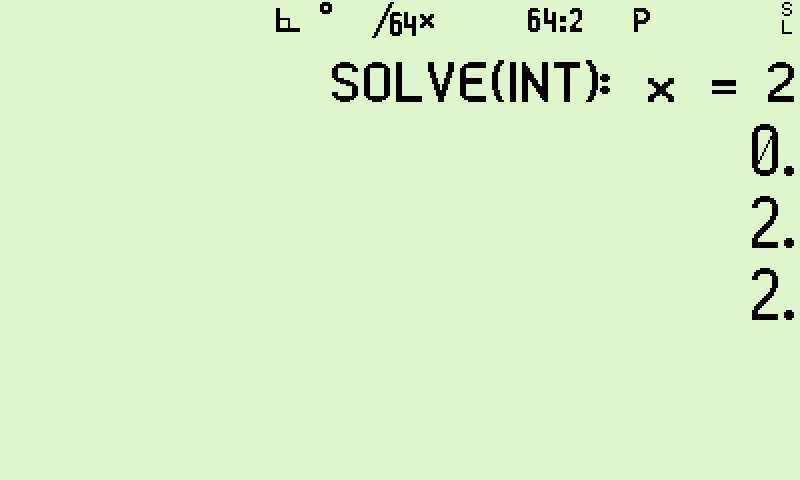 ° /64× 64:2 P S L
SOLVE(INT): x = 2
0.
2.
2.